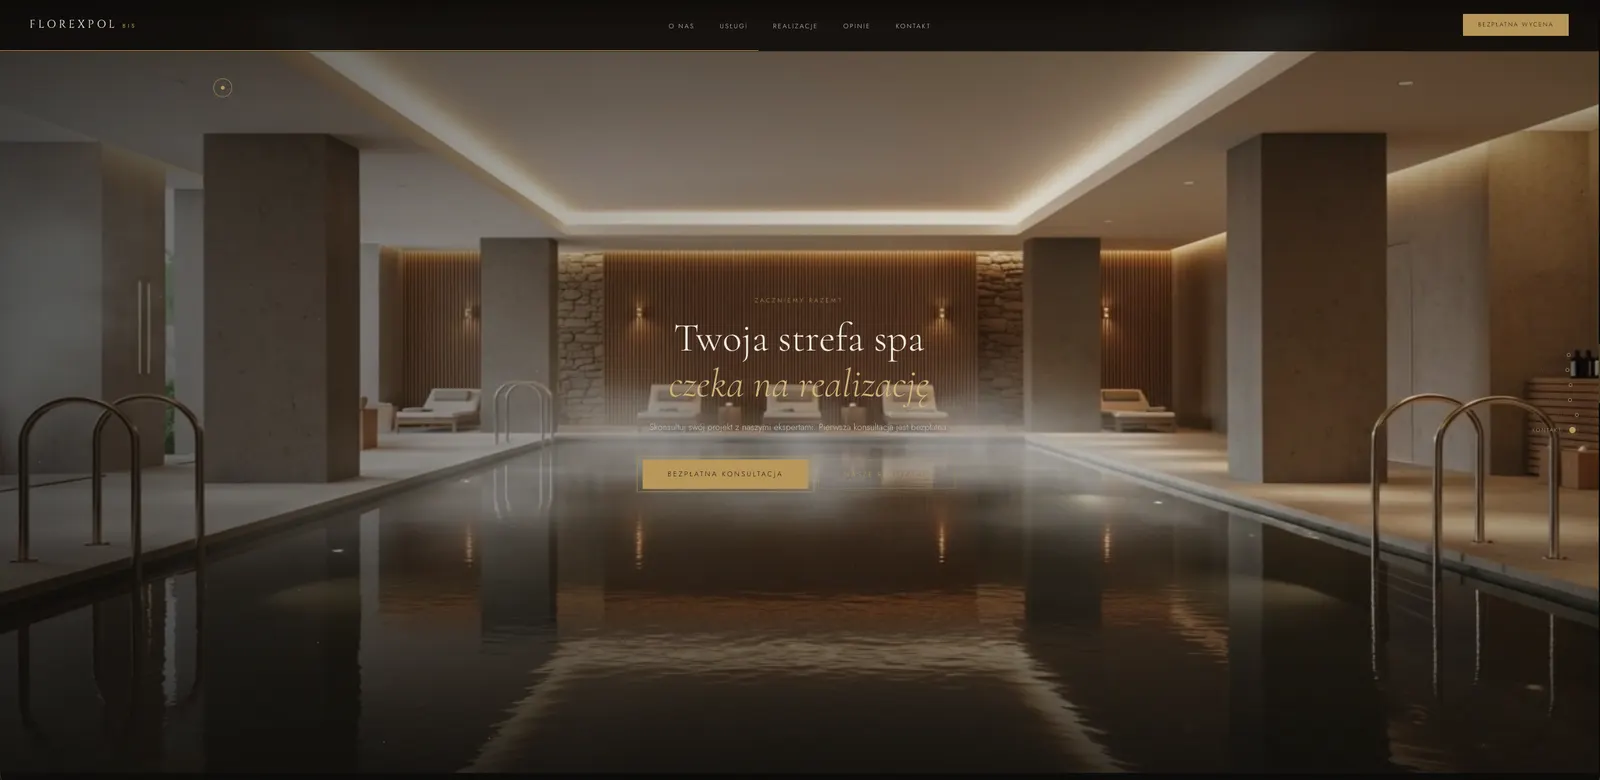 FLOREXPOL BIS
O NAS
USŁUGI
REALIZACJE
OPINIE
KONTAKT
BEZPŁATNA WYCENA
ZACZNIEMY RAZEM?
Twoja strefa spa
czeka na realizację
Skonsultuj swój projekt z naszymi ekspertami. Pierwsza konsultacja jest bezpłatna.
BEZPŁATNA KONSULTACJA
KONTAKT